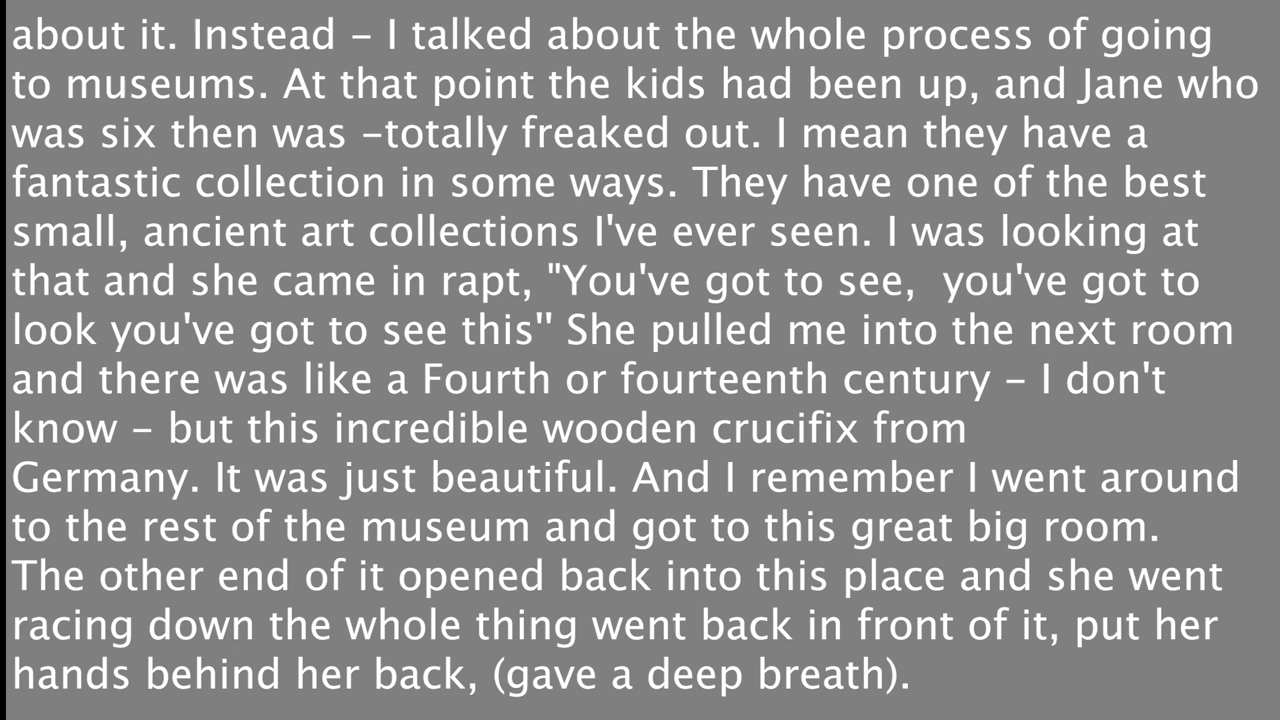 about it. Instead – I talked about the whole process of going
to museums. At that point the kids had been up, and Jane who
was six then was –totally freaked out. I mean they have a
fantastic collection in some ways. They have one of the best
small, ancient art collections I've ever seen. I was looking at
that and she came in rapt, "You've got to see,  you've got to
look you've got to see this" She pulled me into the next room
and there was like a Fourth or fourteenth century – I don't
know – but this incredible wooden crucifix from
Germany. It was just beautiful. And I remember I went around
to the rest of the museum and got to this great big room.
The other end of it opened back into this place and she went
racing down the whole thing went back in front of it, put her
hands behind her back, (gave a deep breath).